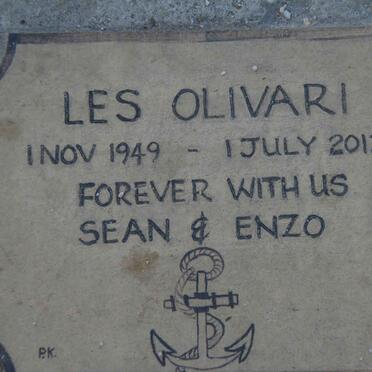 LES OLIVARI
1 NOV 1949 - 1 JULY 201
FOREVER WITH US
SEAN & ENZO
P.K.